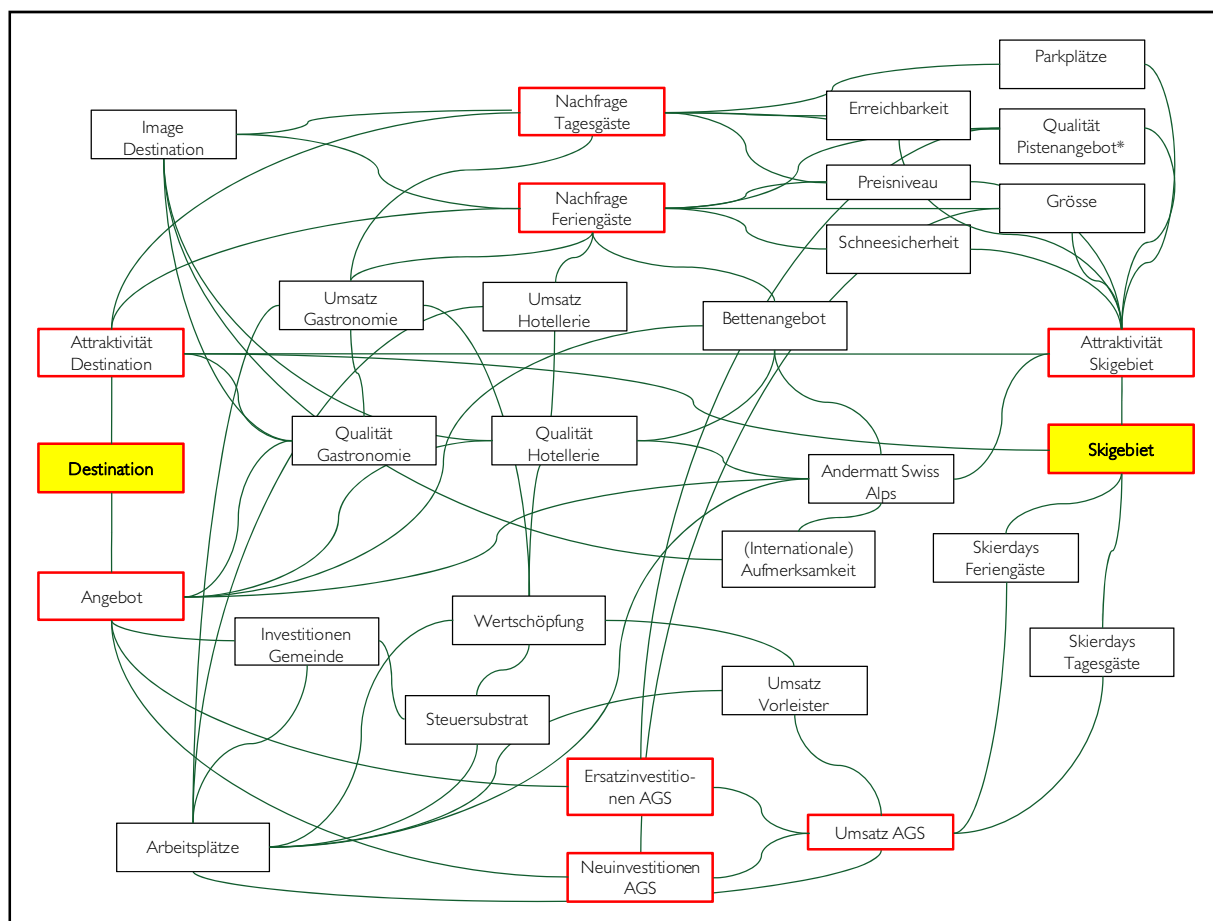 Parkplätze
Nachfrage
Tagesgäste
Erreichbarkeit
Image
Destination
Qualität
Pistenangebot*
Preisniveau
Nachfrage
Feriengäste
Grösse
Schneesicherheit
Umsatz
Gastronomie
Umsatz
Hotellerie
Bettenangebot
Attraktivität
Destination
Attraktivität
Skigebiet
Qualität
Gastronomie
Qualität
Hotellerie
Destination
Skigebiet
Andermatt Swiss
Alps
(Internationale)
Aufmerksamkeit
Skierdays
Feriengäste
Angebot
Wertschöpfung
Investitionen
Gemeinde
Skierdays
Tagesgäste
Umsatz
Vorleister
Steuersubstrat
Ersatzinvestitio-
nen AGS
Umsatz AGS
Arbeitsplätze
Neuinvestitionen
AGS